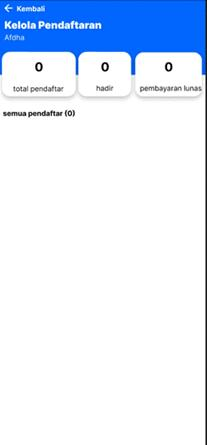 ← Kembali
Kelola Pendaftaran
Afdha
0 0 0
total pendaftar hadir pembayaran lunas
semua pendaftar (0)